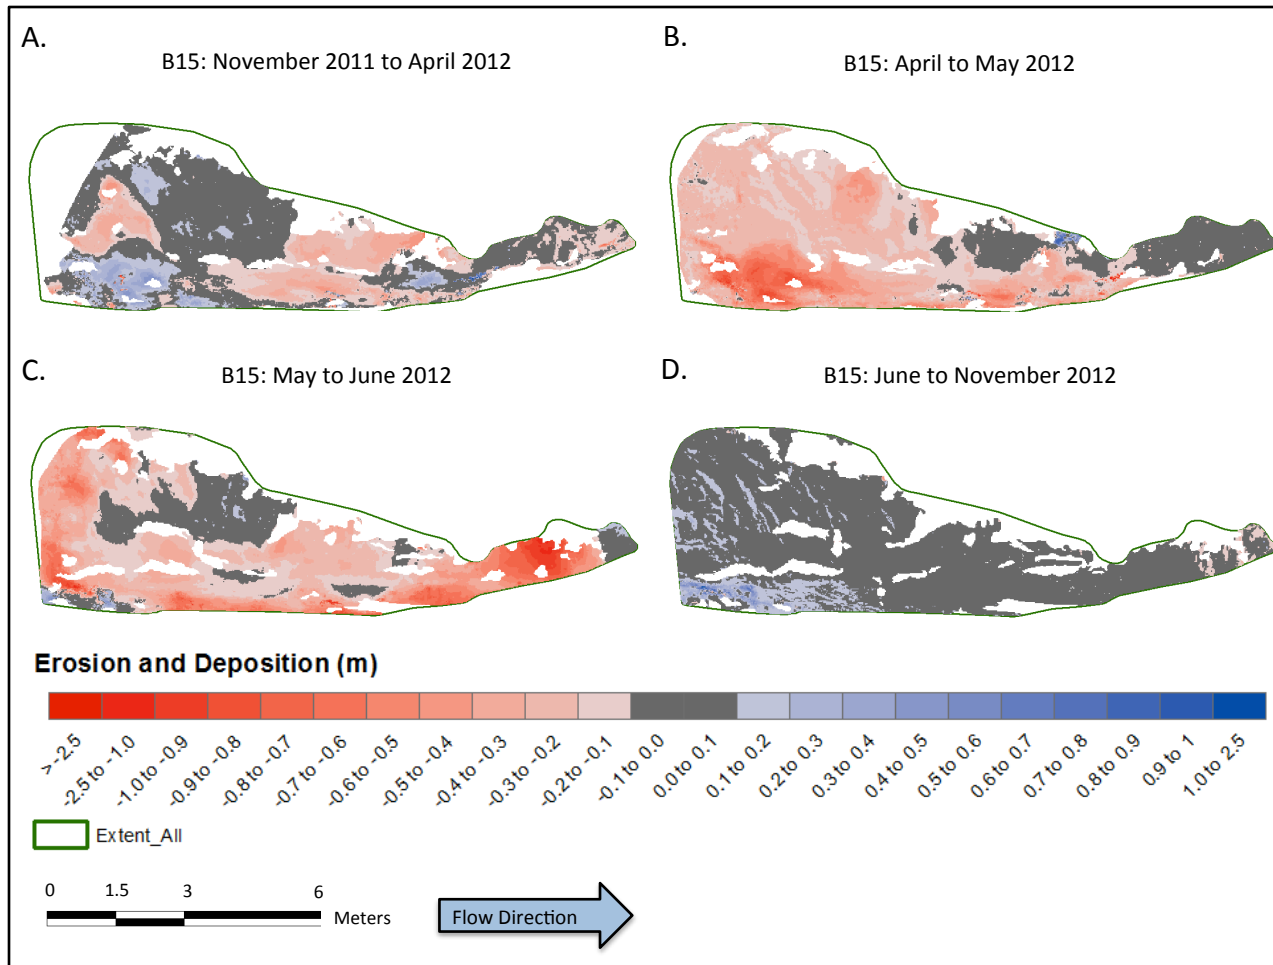 A.
B15: November 2011 to April 2012
B.
B15: April to May 2012
C.
B15: May to June 2012
D.
B15: June to November 2012
Erosion and Deposition (m)
> -2.5
-2.5 to -1.0
-1.0 to -0.9
-0.9 to -0.8
-0.8 to -0.7
-0.7 to -0.6
-0.6 to -0.5
-0.5 to -0.4
-0.4 to -0.3
-0.3 to -0.2
-0.2 to -0.1
-0.1 to 0.0
0.0 to 0.1
0.1 to 0.2
0.2 to 0.3
0.3 to 0.4
0.4 to 0.5
0.5 to 0.6
0.6 to 0.7
0.7 to 0.8
0.8 to 0.9
0.9 to 1
1.0 to 2.5
Extent_All
0 1.5 3 6
Meters
Flow Direction